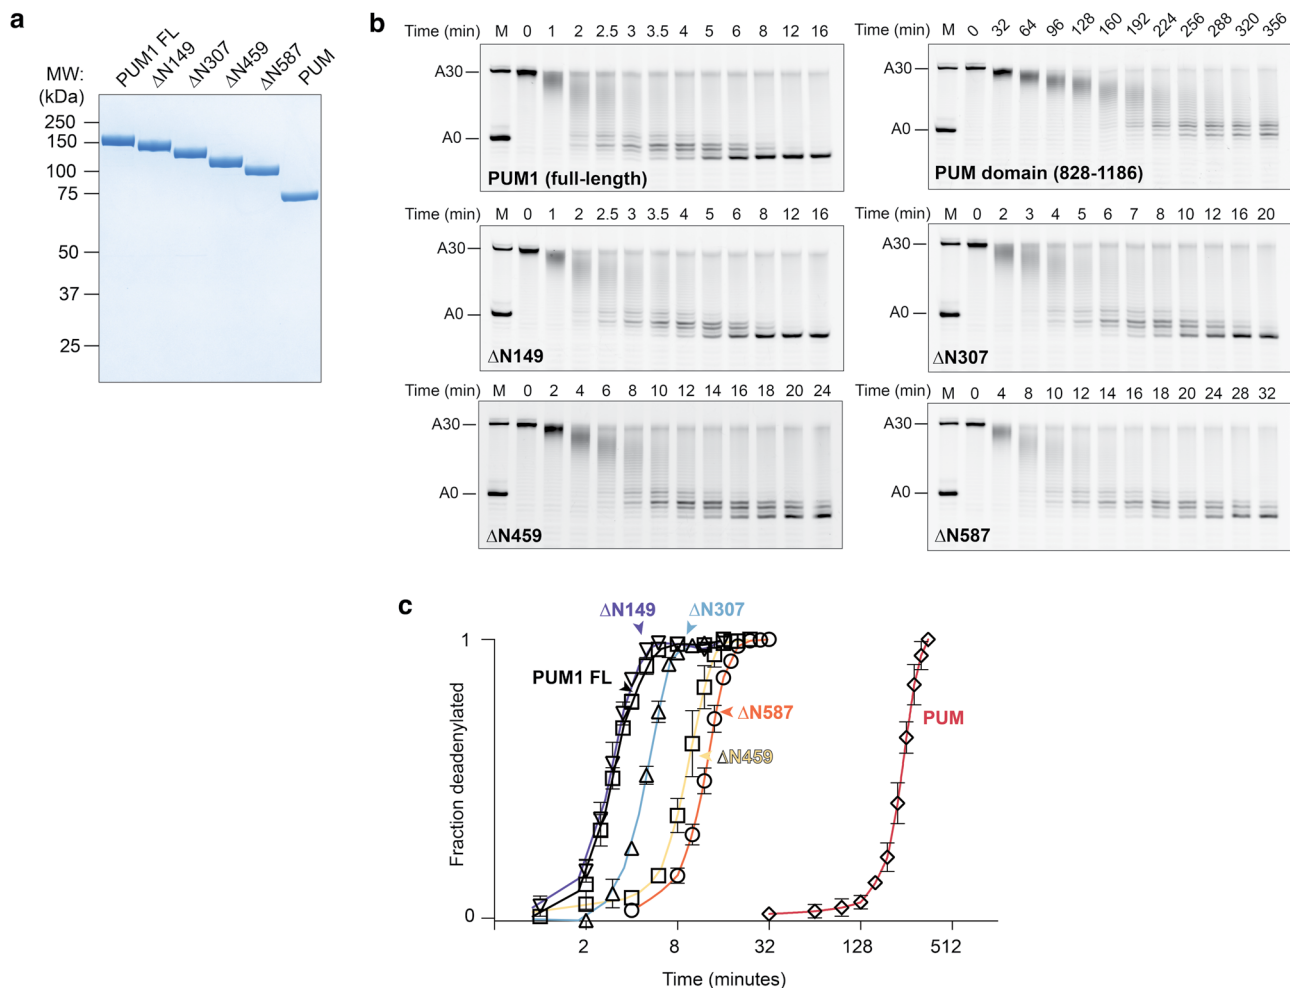 a
PUM1 FL ΔN149 ΔN307 ΔN459 ΔN587 PUM
MW:
(kDa)
250
150
100
75
50
37
25
b
Time (min) M 0 1 2 2.5 3 3.5 4 5 6 8 12 16
A30
A0
PUM1 (full-length)
Time (min) M 0 32 64 96 128 160 192 224 256 288 320 356
A30
A0
PUM domain (828-1186)
Time (min) M 0 1 2 2.5 3 3.5 4 5 6 8 12 16
A30
A0
ΔN149
Time (min) M 0 2 3 4 5 6 7 8 10 12 16 20
A30
A0
ΔN307
Time (min) M 0 2 4 6 8 10 12 14 16 18 20 24
A30
A0
ΔN459
Time (min) M 0 4 8 10 12 14 16 18 20 24 28 32
A30
A0
ΔN587
c
ΔN149 ΔN307
1
PUM1 FL
ΔN587
PUM
ΔN459
Fraction deadenylated
0
2 8 32 128 512
Time (minutes)